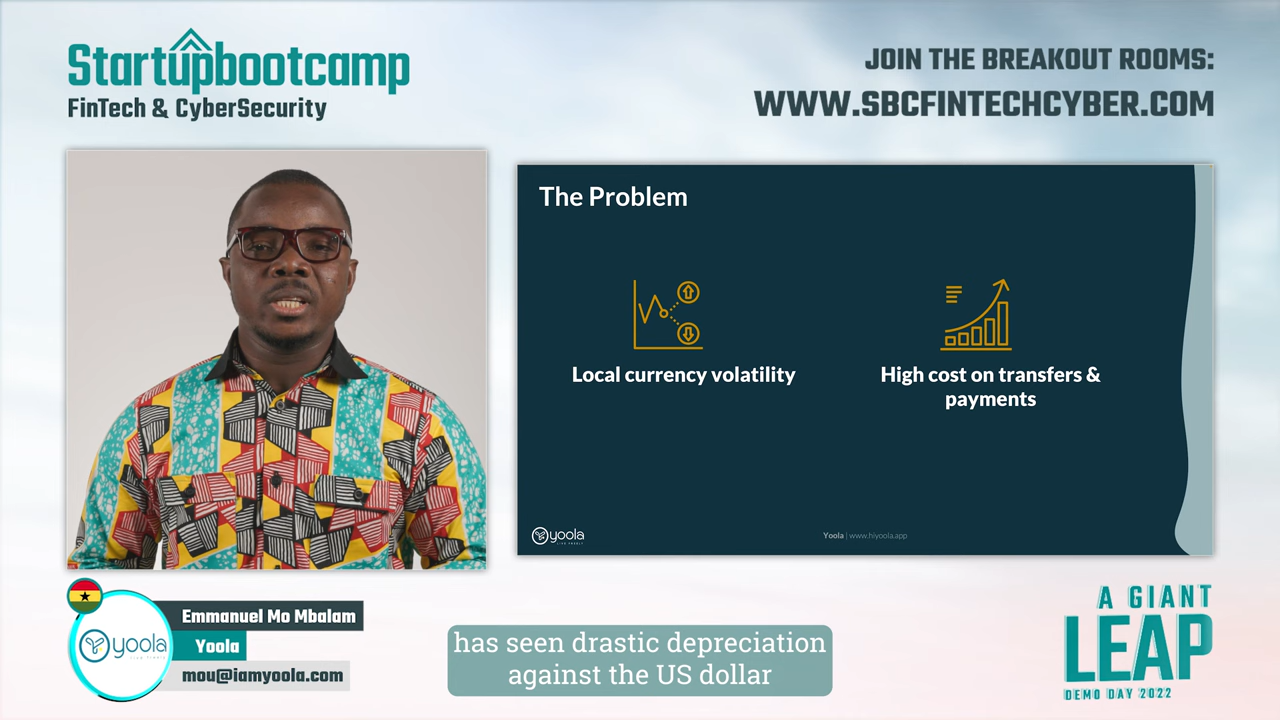 Startupbootcamp
FinTech & CyberSecurity
JOIN THE BREAKOUT ROOMS:
WWW.SBCFINTECHCYBER.COM
The Problem
Local currency volatility
High cost on transfers &
payments
yoola
Yoola | www.hiyoola.app
yoola
Emmanuel Mo Mbalam
Yoola
mou@iamyoola.com
has seen drastic depreciation
against the US dollar
A GIANT
LEAP
DEMO DAY 2022